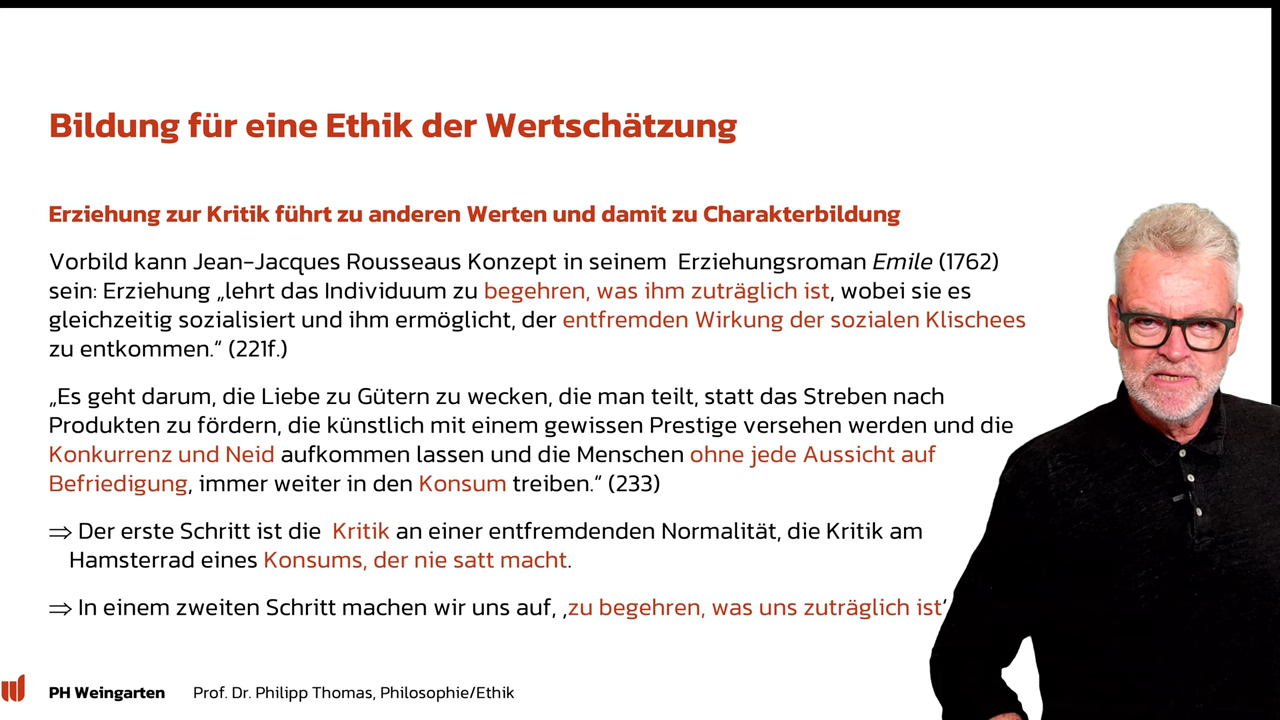 Bildung für eine Ethik der Wertschätzung
Erziehung zur Kritik führt zu anderen Werten und damit zu Charakterbildung
Vorbild kann Jean-Jacques Rousseaus Konzept in seinem Erziehungsroman Emile (1762)
sein: Erziehung „lehrt das Individuum zu begehren, was ihm zuträglich ist, wobei sie es
gleichzeitig sozialisiert und ihm ermöglicht, der entfremden Wirkung der sozialen Klischees
zu entkommen.“ (221f.)
„Es geht darum, die Liebe zu Gütern zu wecken, die man teilt, statt das Streben nach
Produkten zu fördern, die künstlich mit einem gewissen Prestige versehen werden und die
Konkurrenz und Neid aufkommen lassen und die Menschen ohne jede Aussicht auf
Befriedigung, immer weiter in den Konsum treiben.“ (233)
⇒ Der erste Schritt ist die Kritik an einer entfremdenden Normalität, die Kritik am
Hamsterrad eines Konsums, der nie satt macht.
⇒ In einem zweiten Schritt machen wir uns auf, ‚zu begehren, was uns zuträglich ist‘
PH Weingarten Prof. Dr. Philipp Thomas, Philosophie/Ethik